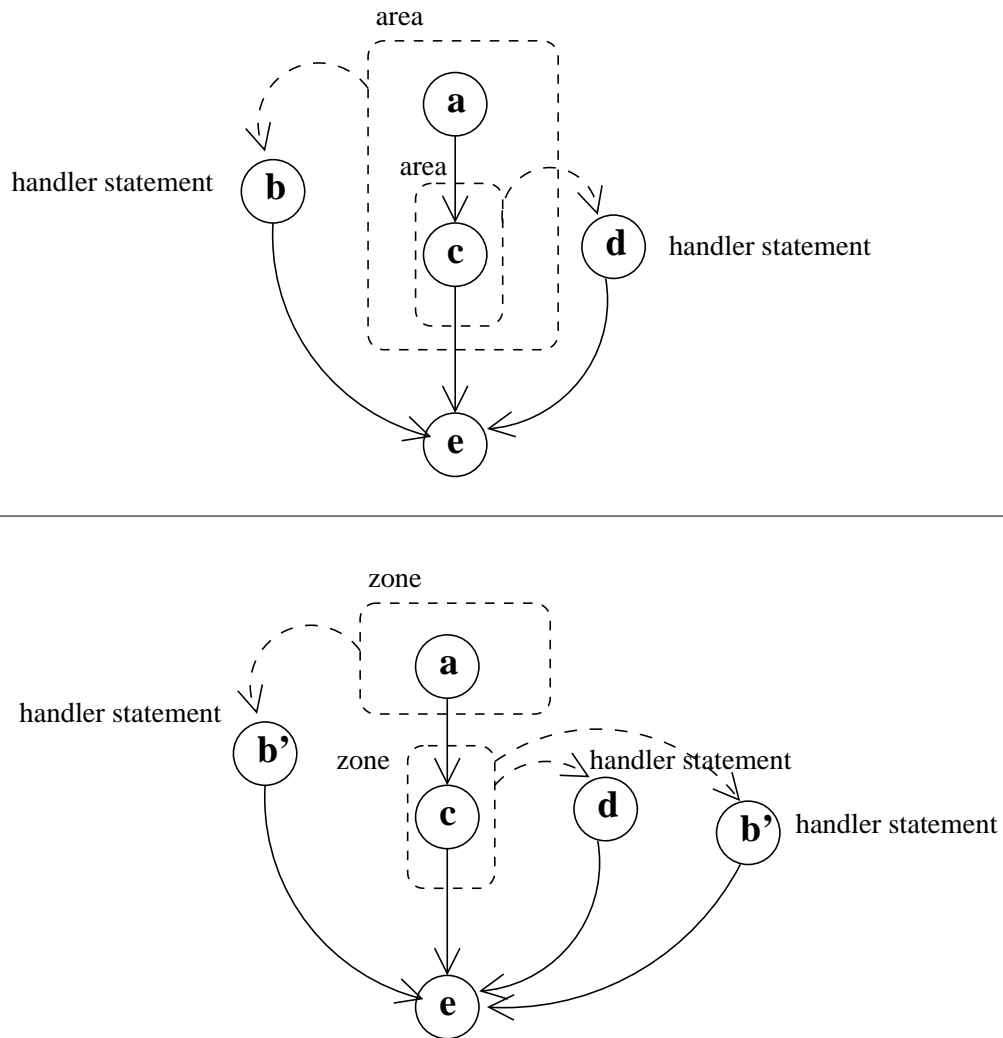 area
a
area
handler statement
b
d
handler statement
c
e
zone
a
handler statement
b’
zone
handler statement
c
d
b’
handler statement
e